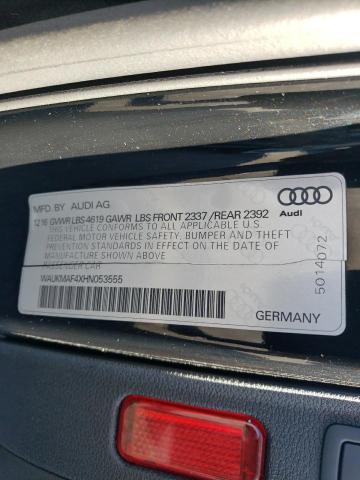 MFD. BY AUDI AG
1216 GVWR LBS 4619 GAWR LBS FRONT 2337 /REAR 2392
THIS VEHICLE CONFORMS TO ALL APPLICABLE U.S.
FEDERAL MOTOR VEHICLE SAFETY, BUMPER AND THEFT
PREVENTION STANDARDS IN EFFECT ON THE DATE OF
MANUFACTURE SHOWN ABOVE.
PASSENGER CAR
WAUKMAF4XHN053555
Audi
5014072
GERMANY